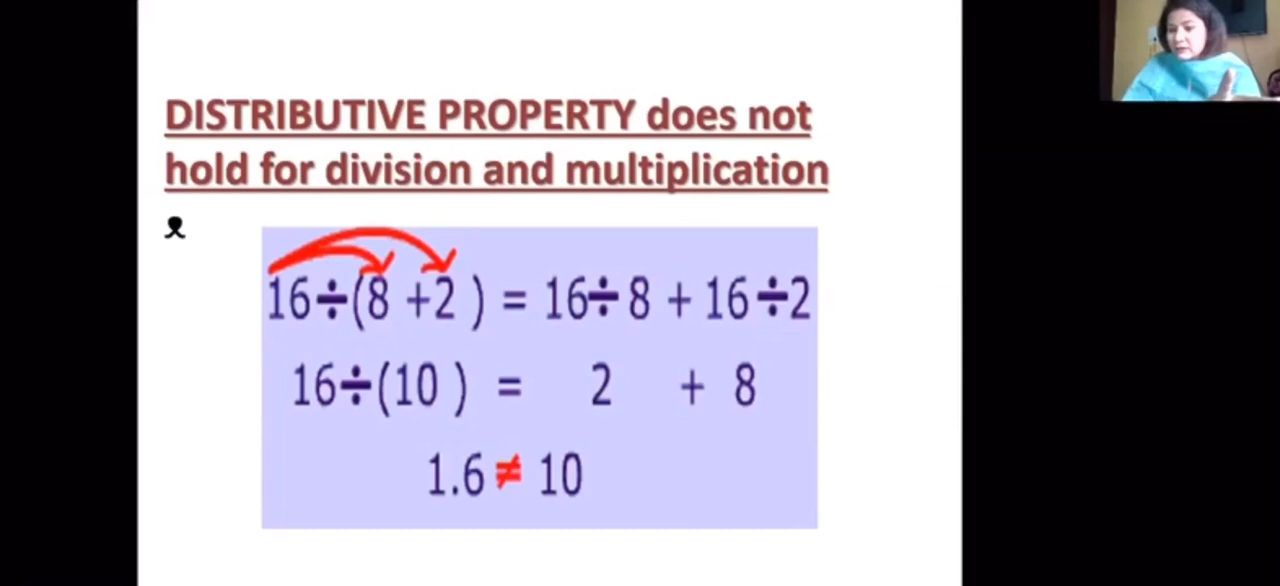 DISTRIBUTIVE PROPERTY does not
hold for division and multiplication
16÷(8 +2 ) = 16÷8 + 16÷2
16÷(10 ) = 2 + 8
1.6 ≠ 10